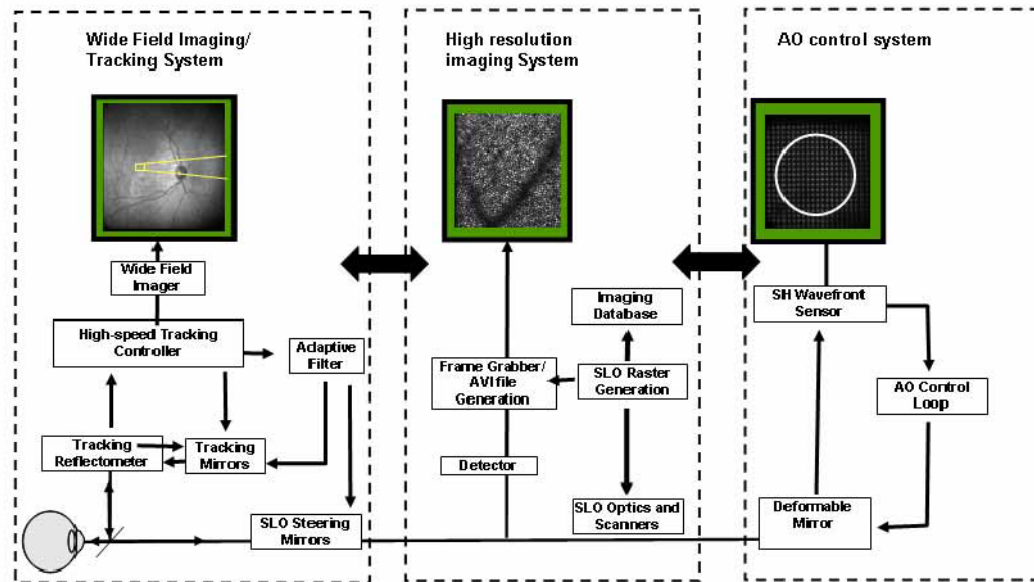 Wide Field Imaging/
Tracking System
Wide Field
Imager
High-speed Tracking
Controller
Adaptive
Filter
Tracking
Reflectometer
Tracking
Mirrors
SLO Steering
Mirrors
High resolution
imaging System
Imaging
Database
Frame Grabber/
AVI file
Generation
SLO Raster
Generation
Detector
SLO Optics and
Scanners
AO control system
SH Wavefront
Sensor
AO Control
Loop
Deformable
Mirror